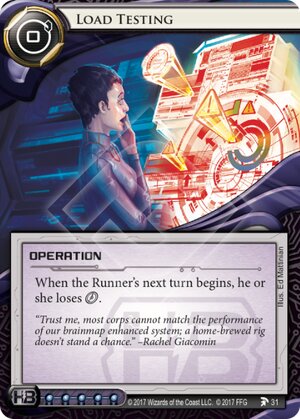 LOAD TESTING
0
OPERATION
When the Runner's next turn begins, he or
she loses .
"Trust me, most corps cannot match the performance
of our brainmap enhanced system; a home-brewed rig
doesn't stand a chance." –Rachel Giacomin
Illus. Ed Mattinian
HB
© 2017 Wizards of the Coast LLC. © 2017 FFG
31